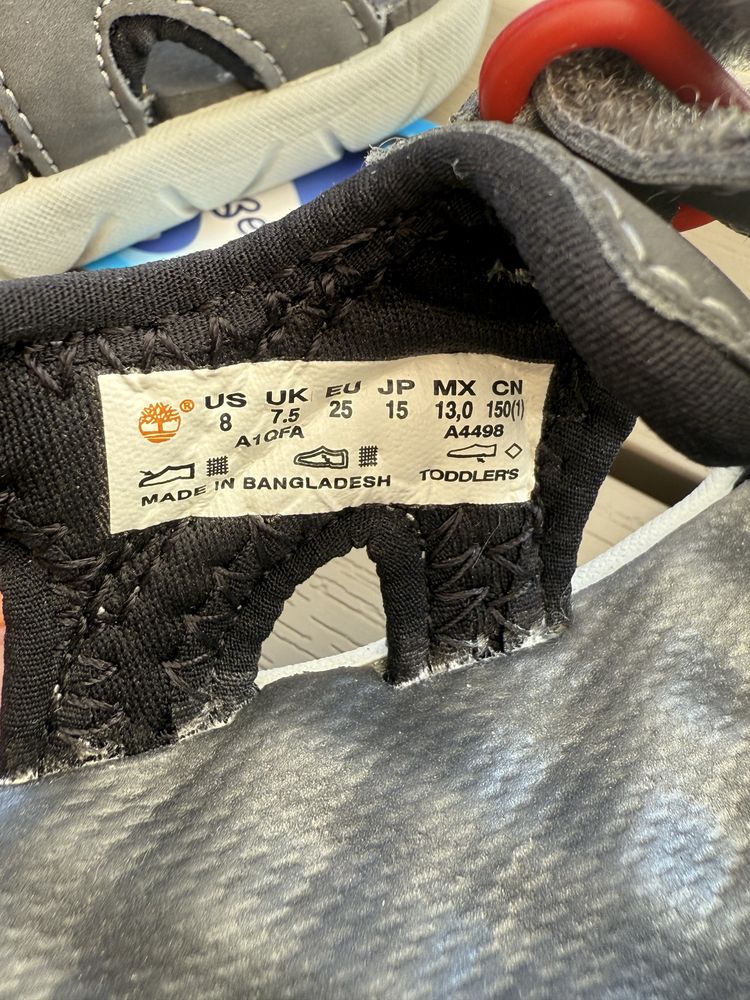 US UK EU JP MX CN
8 7.5 25 15 13,0 150(1)
A1QFA A4498
MADE IN BANGLADESH TODDLER'S